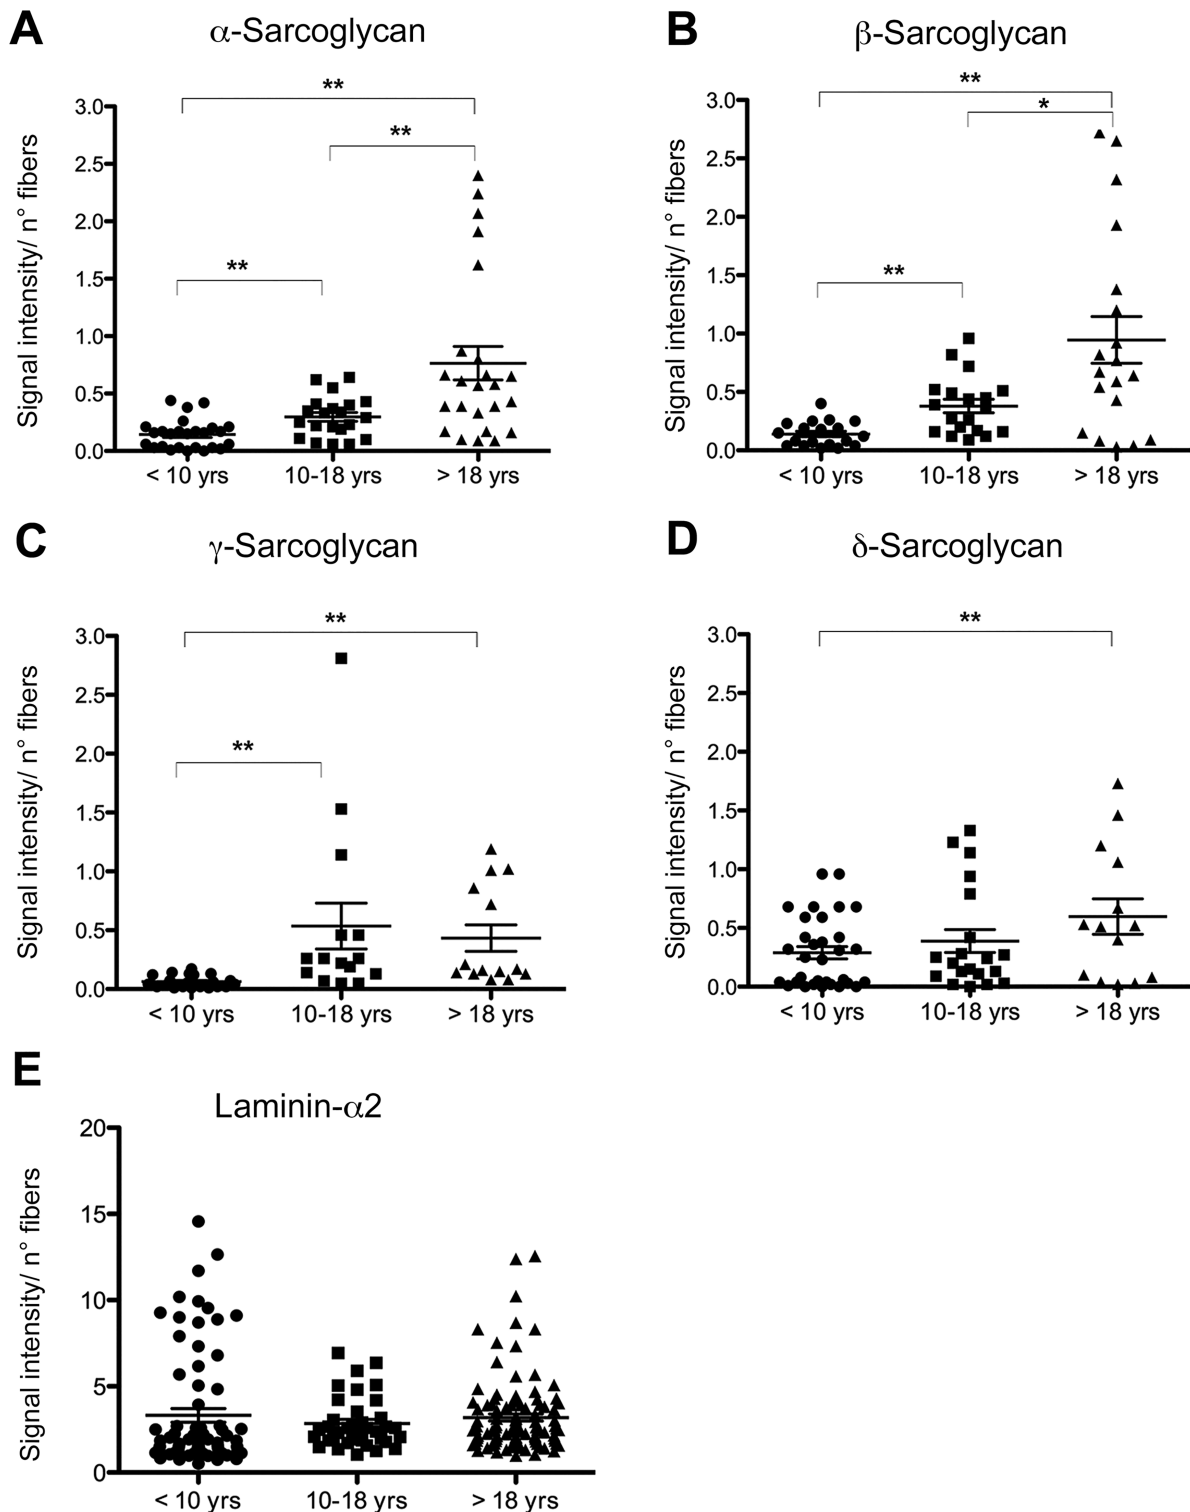 A
α-Sarcoglycan
**
**
**
Signal intensity/ n° fibers
3.0
2.5
2.0
1.5
1.0
0.5
0.0
< 10 yrs
10-18 yrs
> 18 yrs
B
β-Sarcoglycan
**
*
**
Signal intensity/ n° fibers
3.0
2.5
2.0
1.5
1.0
0.5
0.0
< 10 yrs
10-18 yrs
> 18 yrs
C
γ-Sarcoglycan
**
**
Signal intensity/ n° fibers
3.0
2.5
2.0
1.5
1.0
0.5
0.0
< 10 yrs
10-18 yrs
> 18 yrs
D
δ-Sarcoglycan
**
Signal intensity/ n° fibers
3.0
2.5
2.0
1.5
1.0
0.5
0.0
< 10 yrs
10-18 yrs
> 18 yrs
E
Laminin-α2
Signal intensity/ n° fibers
20
15
10
5
0
< 10 yrs
10-18 yrs
> 18 yrs